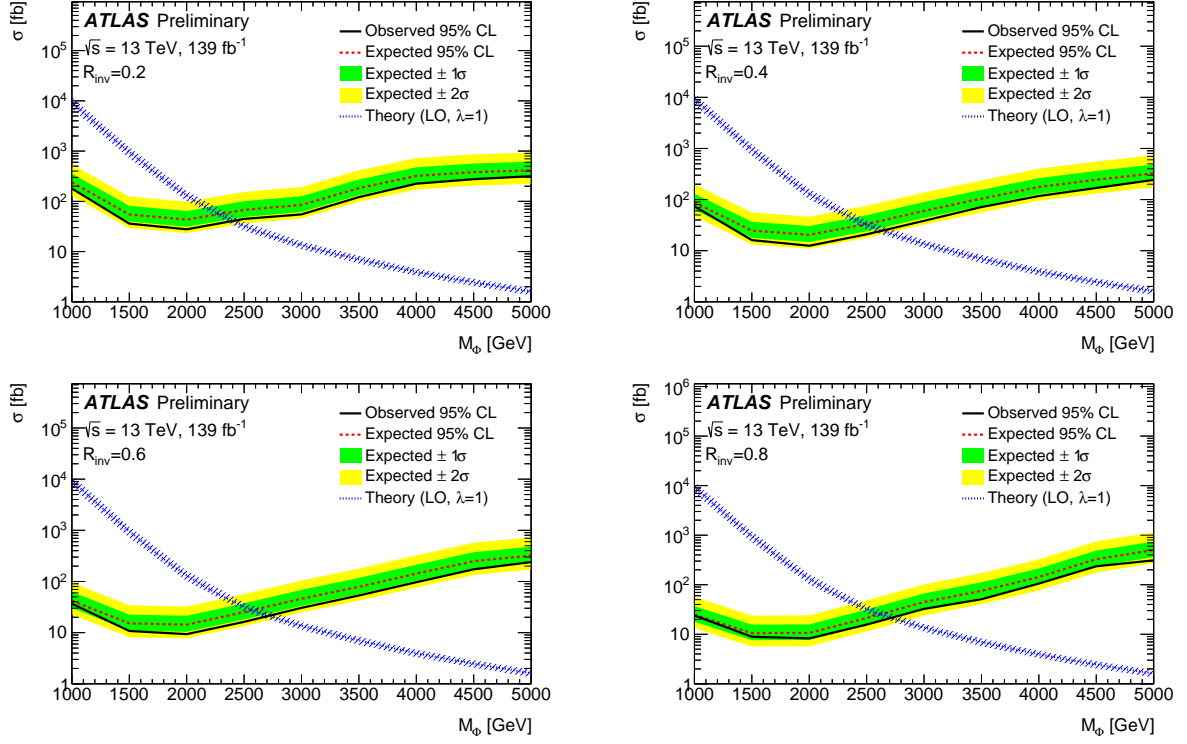 σ [fb]
ATLAS Preliminary
√s = 13 TeV, 139 fb⁻¹
R_inv=0.2
Observed 95% CL
Expected 95% CL
Expected ± 1σ
Expected ± 2σ
Theory (LO, λ=1)
10⁵
10⁴
10³
10²
10
1
1000 1500 2000 2500 3000 3500 4000 4500 5000
M_Φ [GeV]
σ [fb]
ATLAS Preliminary
√s = 13 TeV, 139 fb⁻¹
R_inv=0.4
Observed 95% CL
Expected 95% CL
Expected ± 1σ
Expected ± 2σ
Theory (LO, λ=1)
10⁵
10⁴
10³
10²
10
1
1000 1500 2000 2500 3000 3500 4000 4500 5000
M_Φ [GeV]
σ [fb]
ATLAS Preliminary
√s = 13 TeV, 139 fb⁻¹
R_inv=0.6
Observed 95% CL
Expected 95% CL
Expected ± 1σ
Expected ± 2σ
Theory (LO, λ=1)
10⁵
10⁴
10³
10²
10
1
1000 1500 2000 2500 3000 3500 4000 4500 5000
M_Φ [GeV]
σ [fb]
ATLAS Preliminary
√s = 13 TeV, 139 fb⁻¹
R_inv=0.8
Observed 95% CL
Expected 95% CL
Expected ± 1σ
Expected ± 2σ
Theory (LO, λ=1)
10⁶
10⁵
10⁴
10³
10²
10
1
1000 1500 2000 2500 3000 3500 4000 4500 5000
M_Φ [GeV]